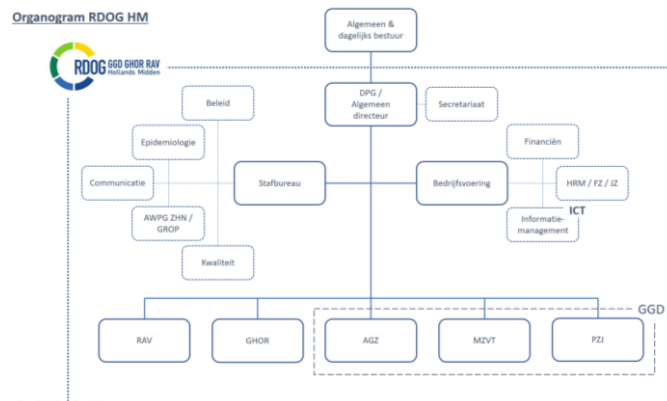 Organogram RDOG HM
Algemeen &
dagelijks bestuur
RDOG GGD GHOR RAV
Hollands Midden
DPG /
Algemeen
directeur
Secretariaat
Beleid
Epidemiologie
Financiën
Communicatie
Stafbureau
Bedrijfsvoering
HRM / FZ / JZ
ICT
AWPG ZHN /
GROP
Informatie-
management
Kwaliteit
GGD
RAV
GHOR
AGZ
MZVT
PZJ